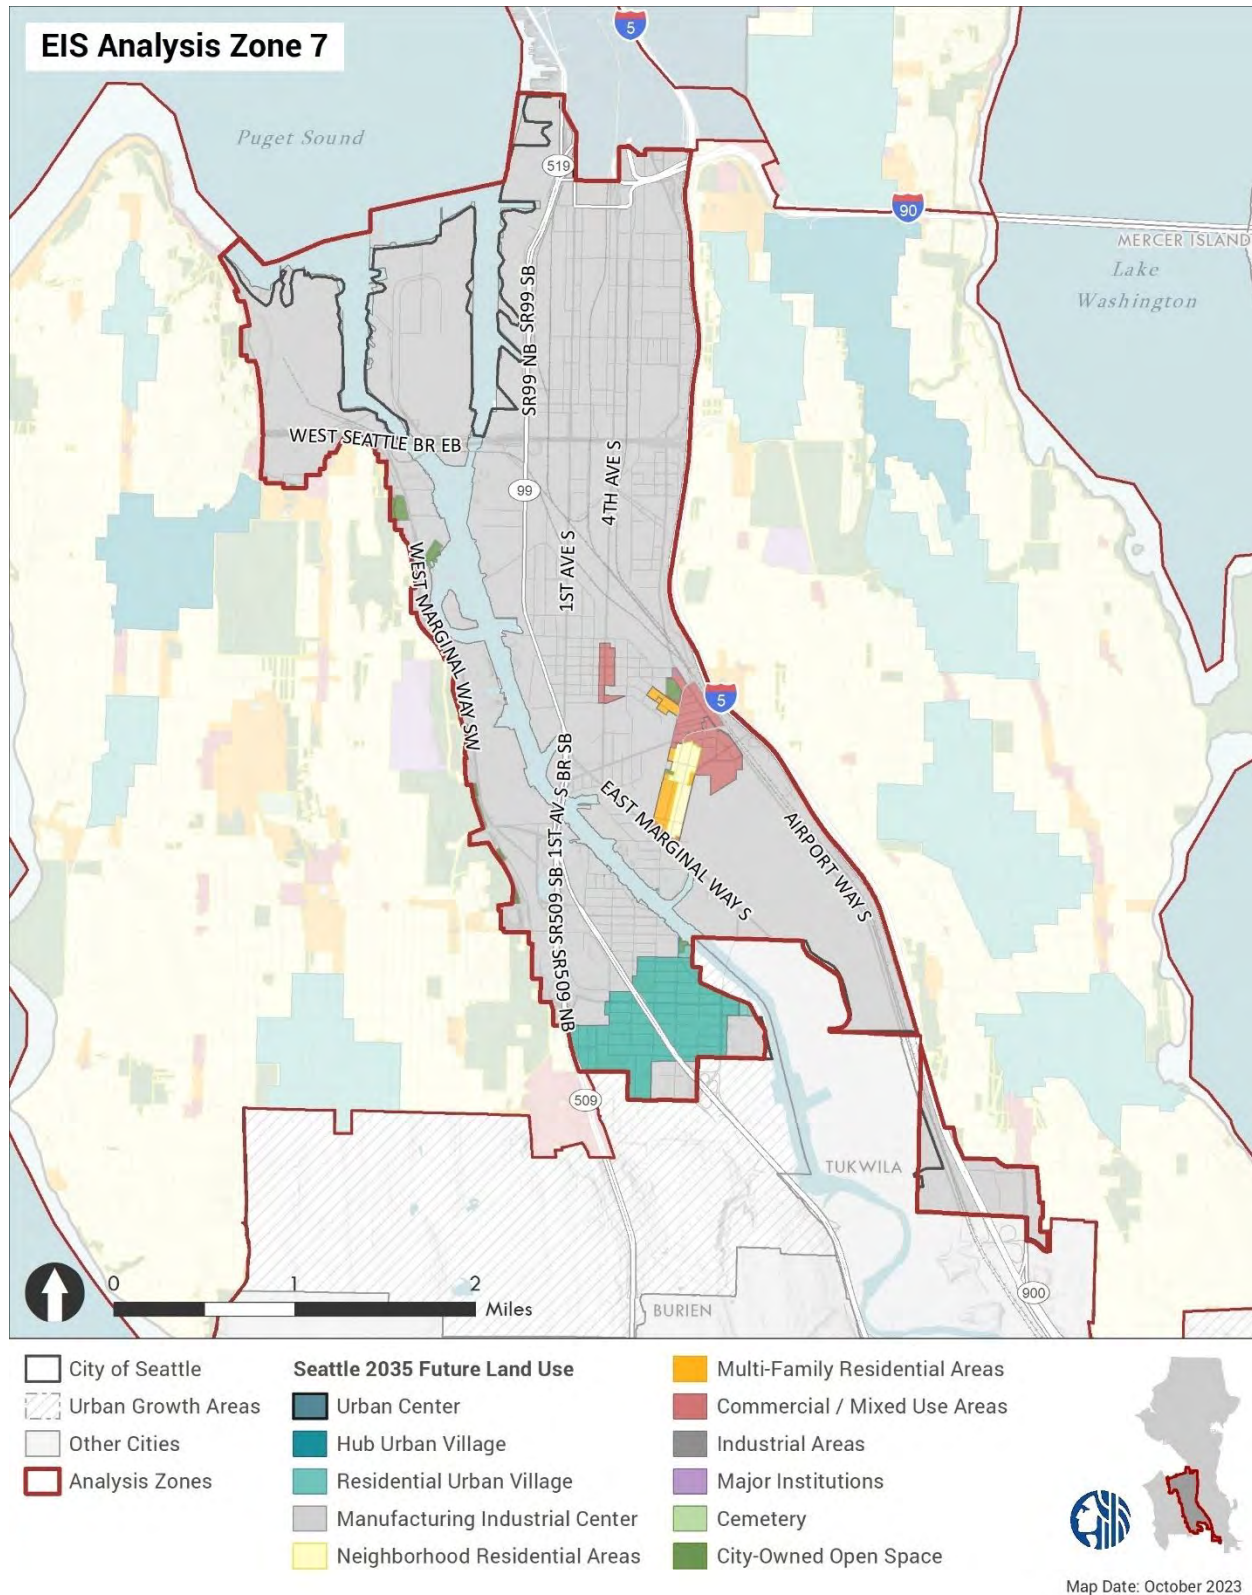 EIS Analysis Zone 7
5
Puget Sound
519
90
MERCER ISLAND
Lake
Washington
SR99 NB SR99 SB
WEST SEATTLE BR EB
4TH AVE S
99
1ST AVE S
WEST MARGINAL WAY SW
5
SR509 NB SR509 SB 1ST AV S BR SB
EAST MARGINAL WAY S
AIRPORT WAY S
509
TUKWILA
0 1 2
Miles
BURIEN
900
City of Seattle
Urban Growth Areas
Other Cities
Analysis Zones
Seattle 2035 Future Land Use
Urban Center
Hub Urban Village
Residential Urban Village
Manufacturing Industrial Center
Neighborhood Residential Areas
Multi-Family Residential Areas
Commercial / Mixed Use Areas
Industrial Areas
Major Institutions
Cemetery
City-Owned Open Space
Map Date: October 2023